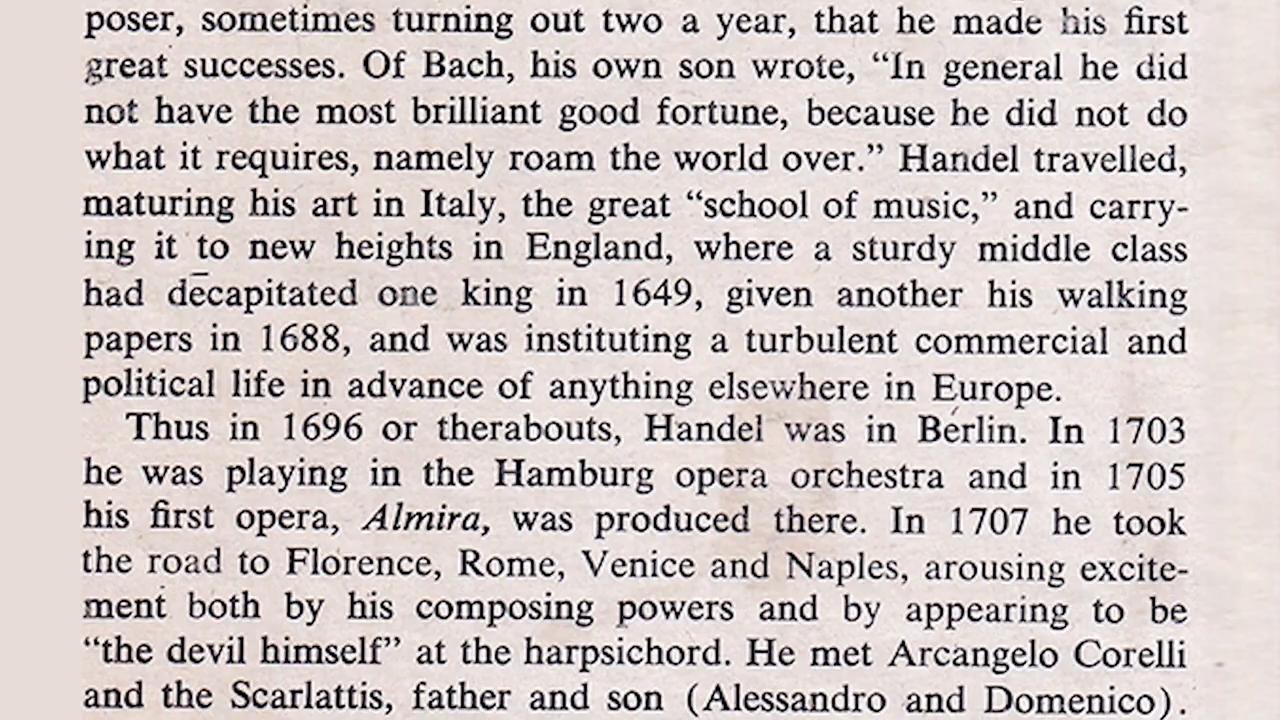 poser, sometimes turning out two a year, that he made his first
great successes. Of Bach, his own son wrote, “In general he did
not have the most brilliant good fortune, because he did not do
what it requires, namely roam the world over.” Handel travelled,
maturing his art in Italy, the great “school of music,” and carry-
ing it to new heights in England, where a sturdy middle class
had decapitated one king in 1649, given another his walking
papers in 1688, and was instituting a turbulent commercial and
political life in advance of anything elsewhere in Europe.
Thus in 1696 or therabouts, Handel was in Berlin. In 1703
he was playing in the Hamburg opera orchestra and in 1705
his first opera, Almira, was produced there. In 1707 he took
the road to Florence, Rome, Venice and Naples, arousing excite-
ment both by his composing powers and by appearing to be
“the devil himself” at the harpsichord. He met Arcangelo Corelli
and the Scarlattis, father and son (Alessandro and Domenico).